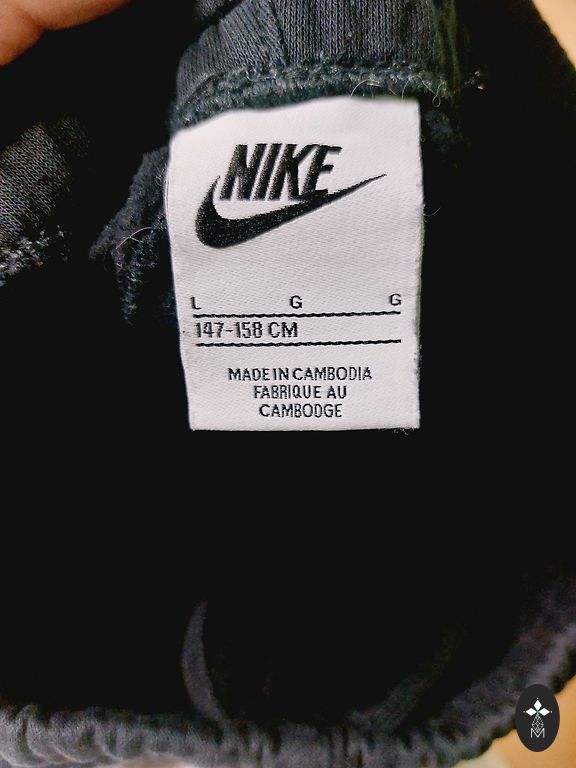 NIKE
L G G
147-158 CM
MADE IN CAMBODIA
FABRIQUE AU
CAMBODGE
M